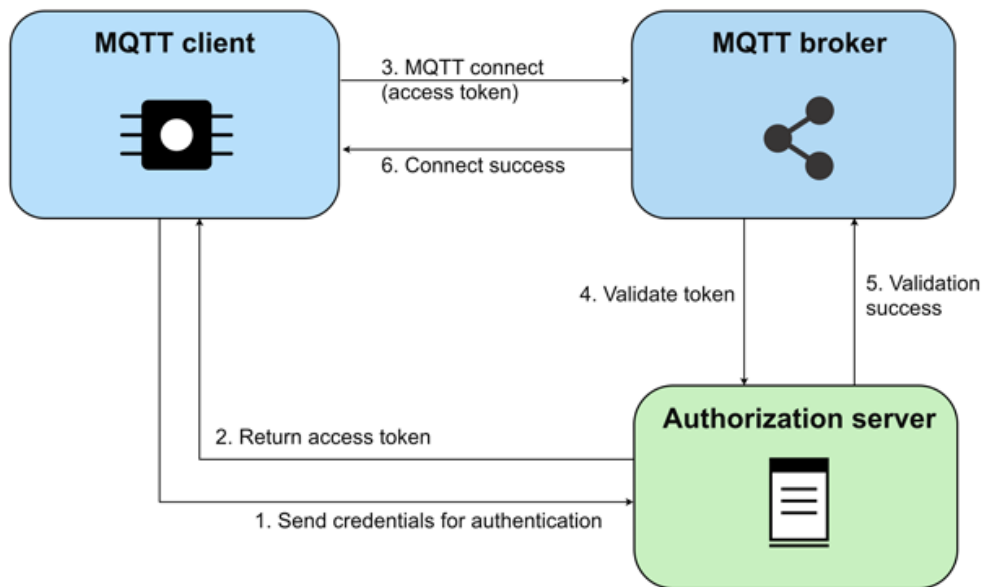 MQTT client
MQTT broker
3. MQTT connect
(access token)
6. Connect success
4. Validate token
5. Validation
success
Authorization server
2. Return access token
1. Send credentials for authentication